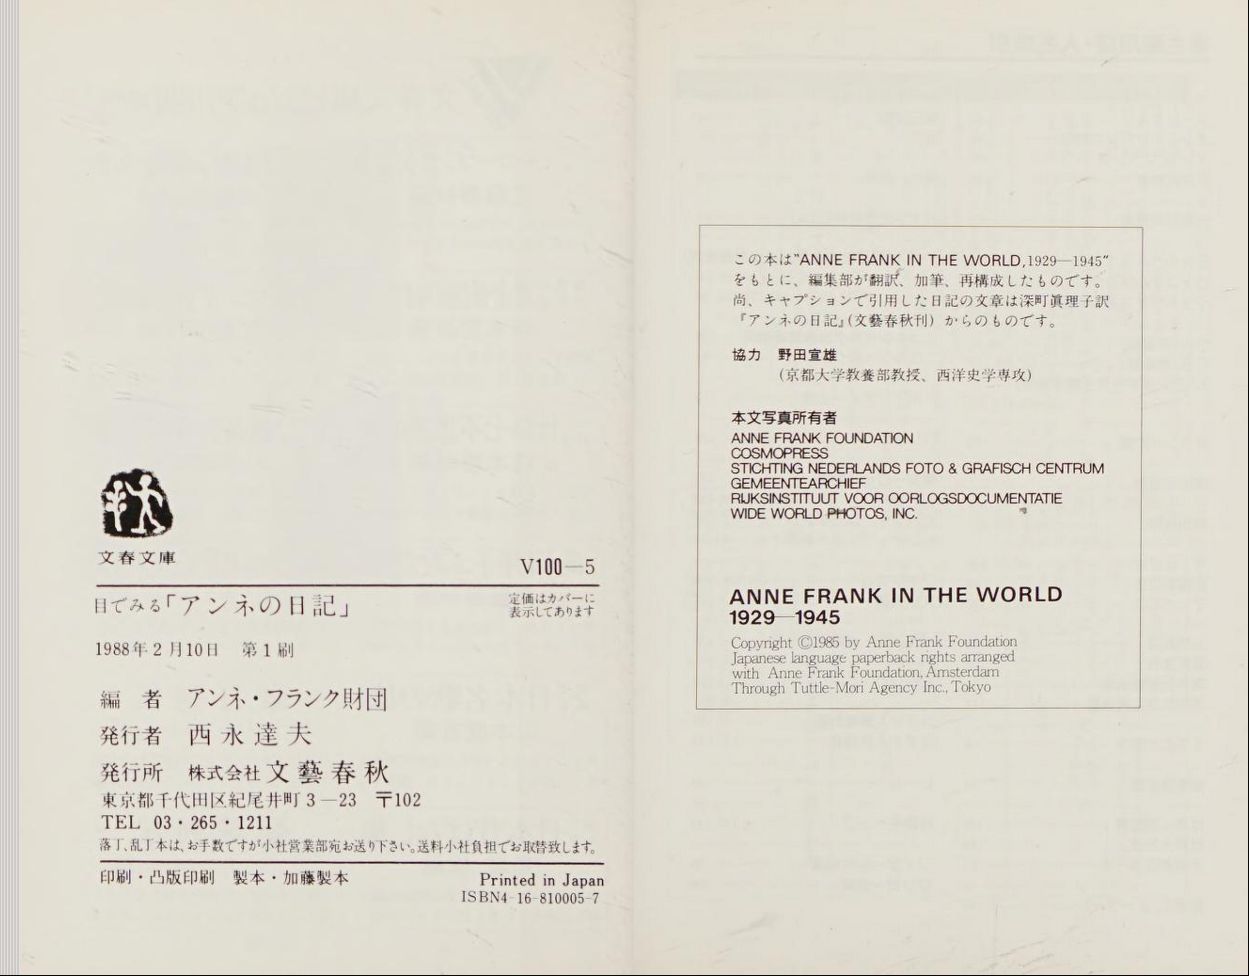 文春文庫
V100—5
目でみる「アンネの日記」
定価はカバーに
表示してあります
1988年2月10日　第1刷
編　者　アンネ・フランク財団
発行者　西永達夫
発行所　株式会社 文藝春秋
東京都千代田区紀尾井町3—23　〒102
TEL 03・265・1211
落丁、乱丁本は、お手数ですが小社営業部宛お送り下さい。送料小社負担でお取替致します。
印刷・凸版印刷　製本・加藤製本
Printed in Japan
ISBN4-16-810005-7
この本は"ANNE FRANK IN THE WORLD,1929—1945"
をもとに、編集部が翻訳、加筆、再構成したものです。
尚、キャプションで引用した日記の文章は深町眞理子訳
『アンネの日記』(文藝春秋刊) からのものです。
協力　野田宣雄
(京都大学教養部教授、西洋史学専攻)
本文写真所有者
ANNE FRANK FOUNDATION
COSMOPRESS
STICHTING NEDERLANDS FOTO & GRAFISCH CENTRUM
GEMEENTEARCHIEF
RIJKSINSTITUUT VOOR OORLOGSDOCUMENTATIE
WIDE WORLD PHOTOS, INC.
ANNE FRANK IN THE WORLD
1929—1945
Copyright ©1985 by Anne Frank Foundation
Japanese language paperback rights arranged
with Anne Frank Foundation, Amsterdam
Through Tuttle-Mori Agency Inc., Tokyo